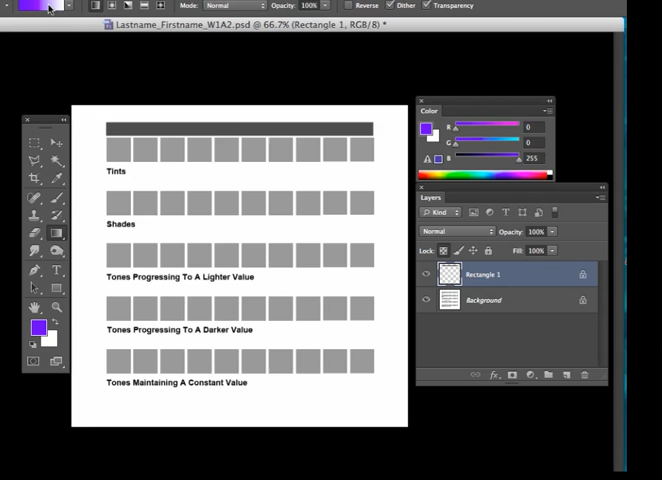 Mode: Normal Opacity: 100% Reverse Dither Transparency
Lastname_Firstname_W1A2.psd @ 66.7% (Rectangle 1, RGB/8) *
Color
R 0
G 0
B 255
Tints
Layers
Kind
Shades
Normal Opacity: 100%
Lock: Fill: 100%
Rectangle 1
Tones Progressing To A Lighter Value
Background
Tones Progressing To A Darker Value
Tones Maintaining A Constant Value